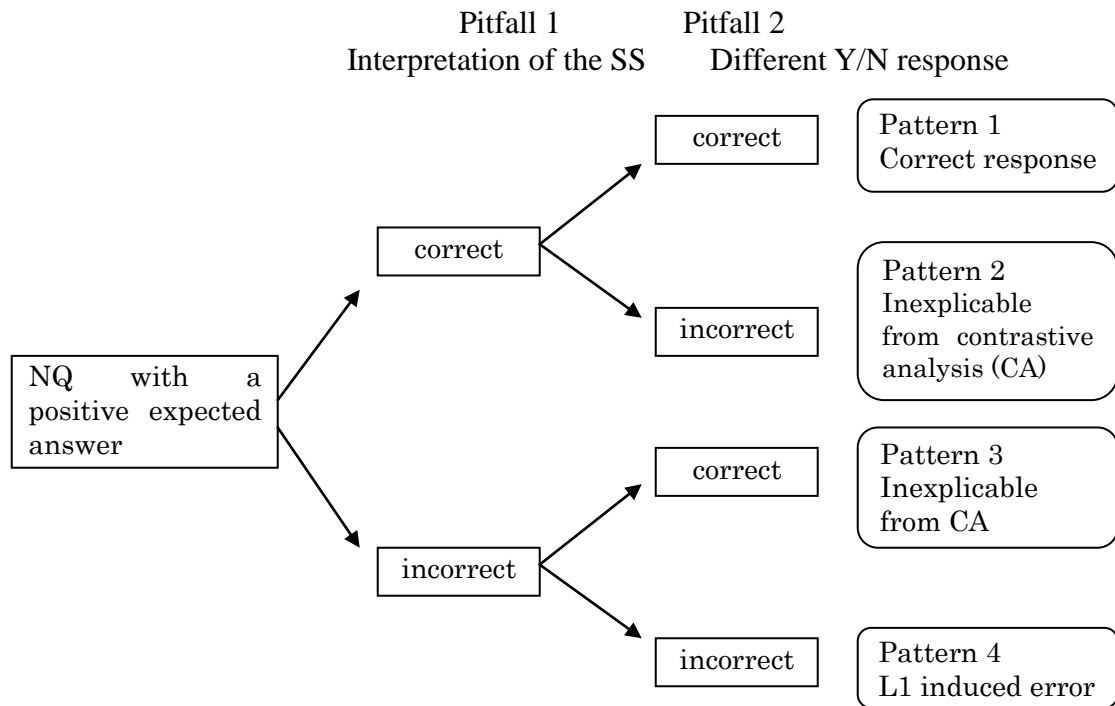 Pitfall 1 Pitfall 2
Interpretation of the SS Different Y/N response
correct
Pattern 1
Correct response
correct
incorrect
Pattern 2
Inexplicable
from contrastive
analysis (CA)
NQ with a
positive expected
answer
correct
Pattern 3
Inexplicable
from CA
incorrect
incorrect
Pattern 4
L1 induced error